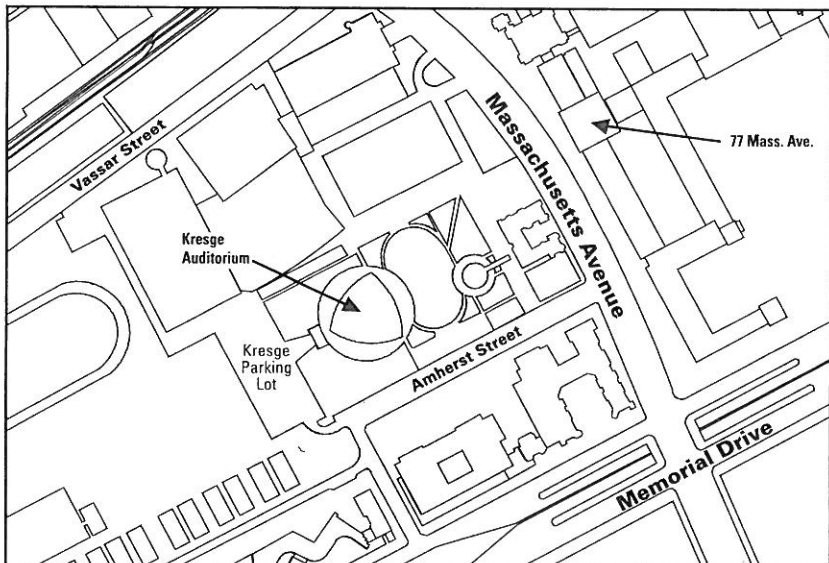 Massachusetts Avenue
77 Mass. Ave.
Vassar Street
Kresge
Auditorium
Kresge
Parking
Lot
Amherst Street
Memorial Drive